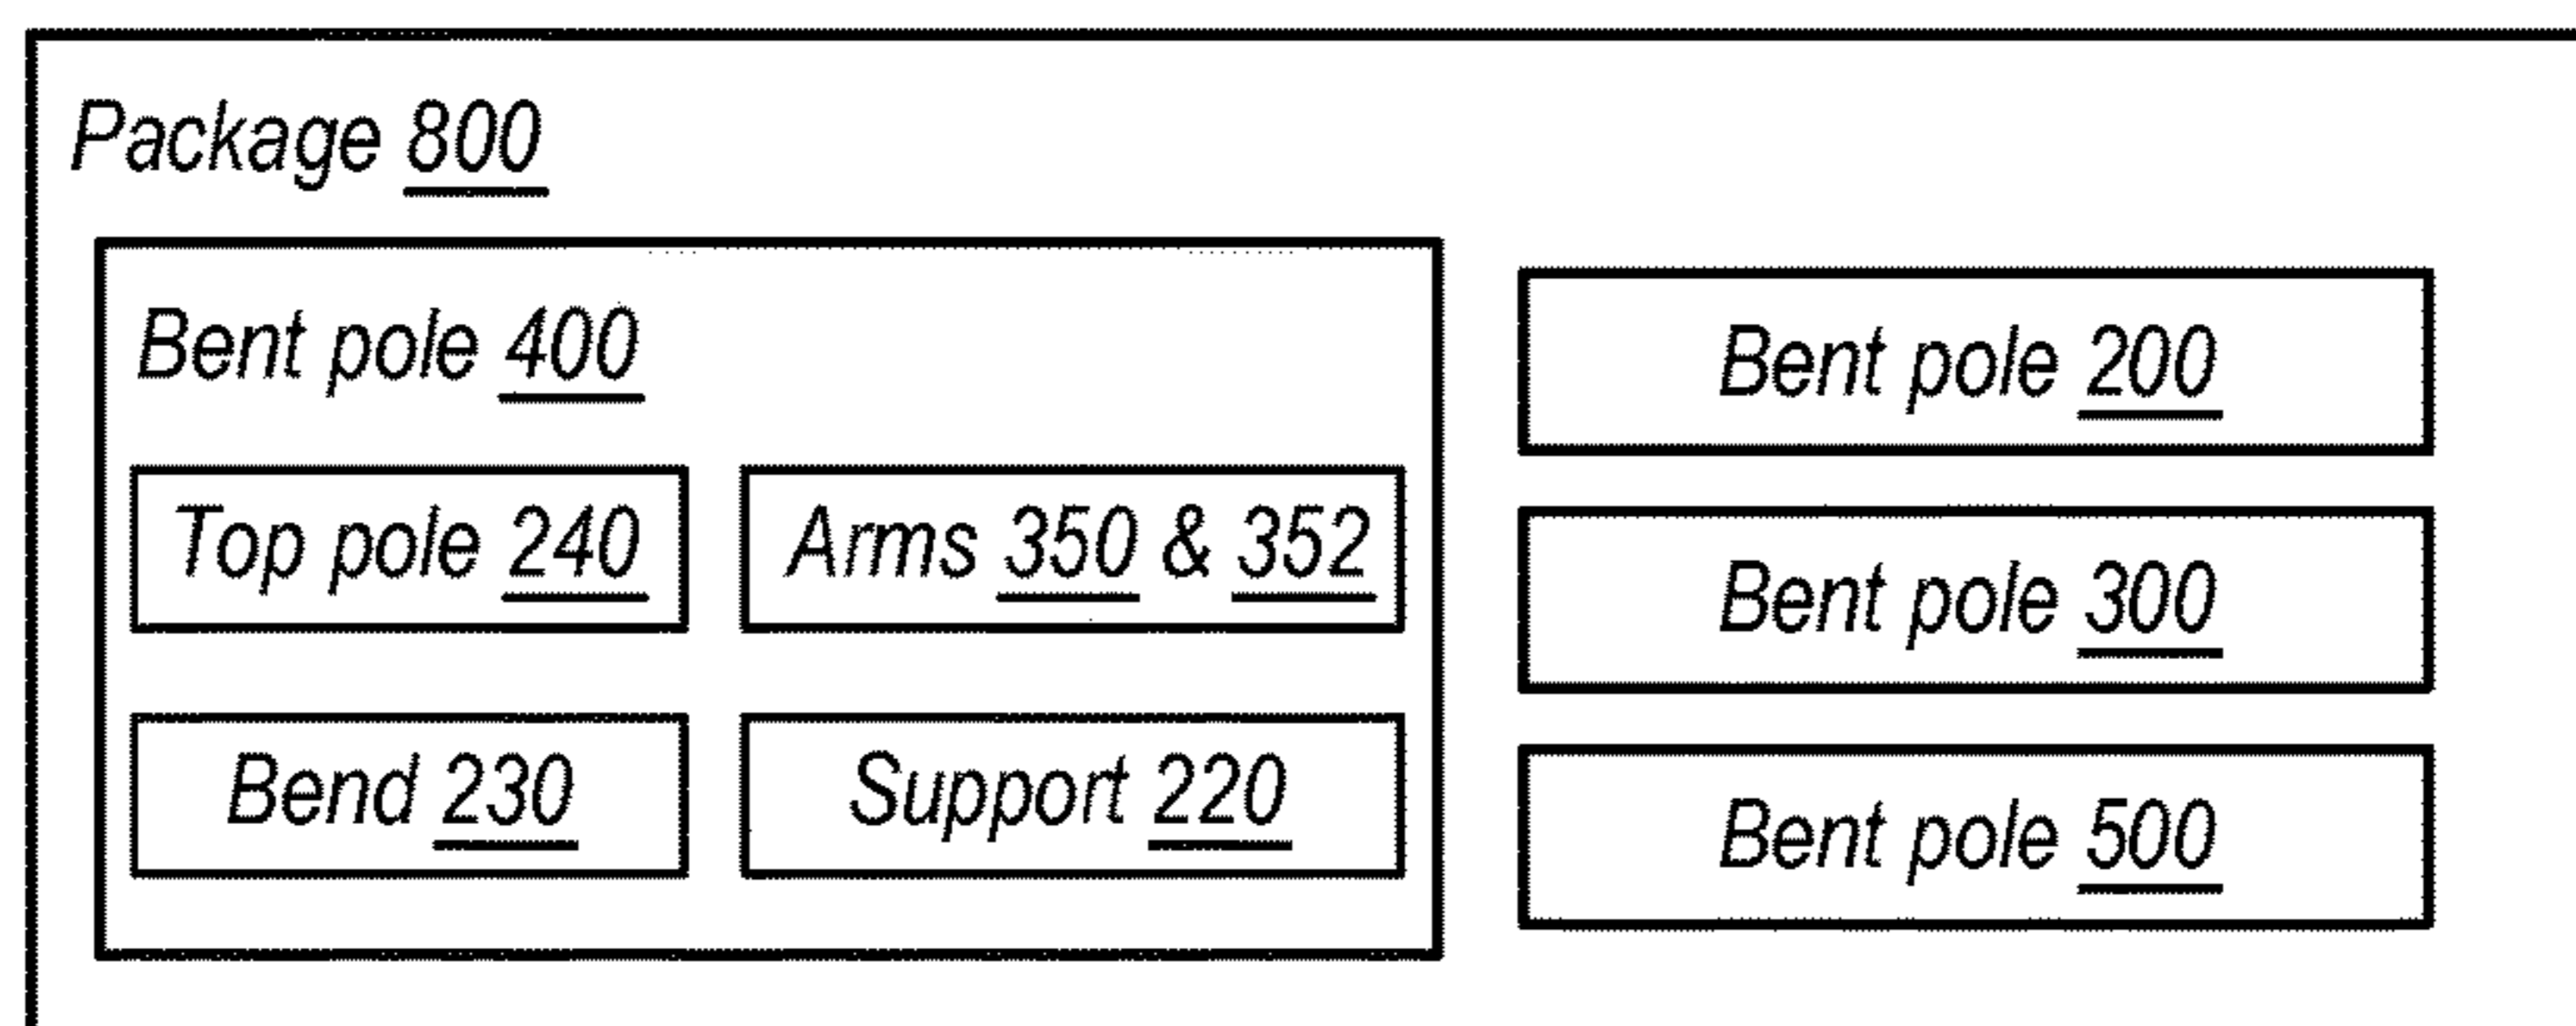 Package 800
Bent pole 400
Top pole 240
Arms 350 & 352
Bend 230
Support 220
Bent pole 200
Bent pole 300
Bent pole 500